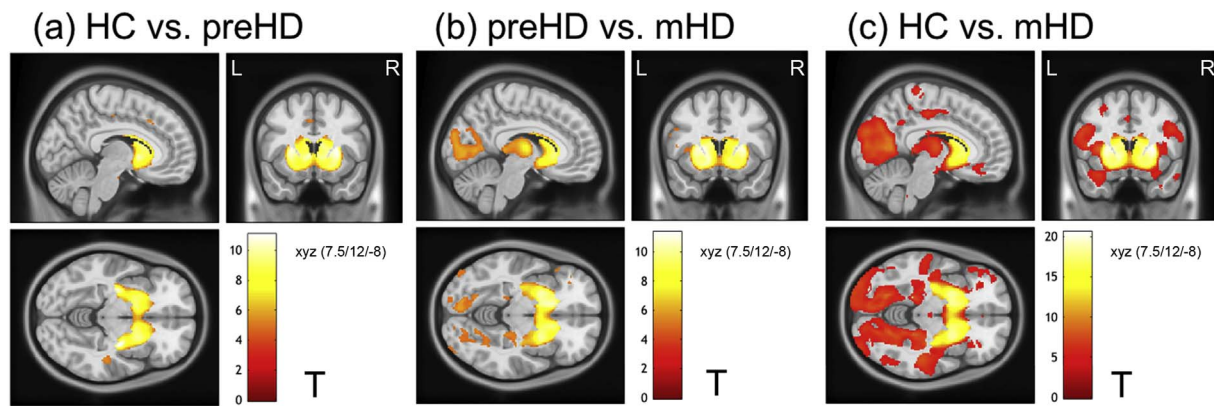 (a) HC vs. preHD
(b) preHD vs. mHD
(c) HC vs. mHD
L R
L R
10
8
6
4
2
0
xyz (7.5/12/-8)
T
10
8
6
4
2
0
xyz (7.5/12/-8)
T
20
15
10
5
0
xyz (7.5/12/-8)
T